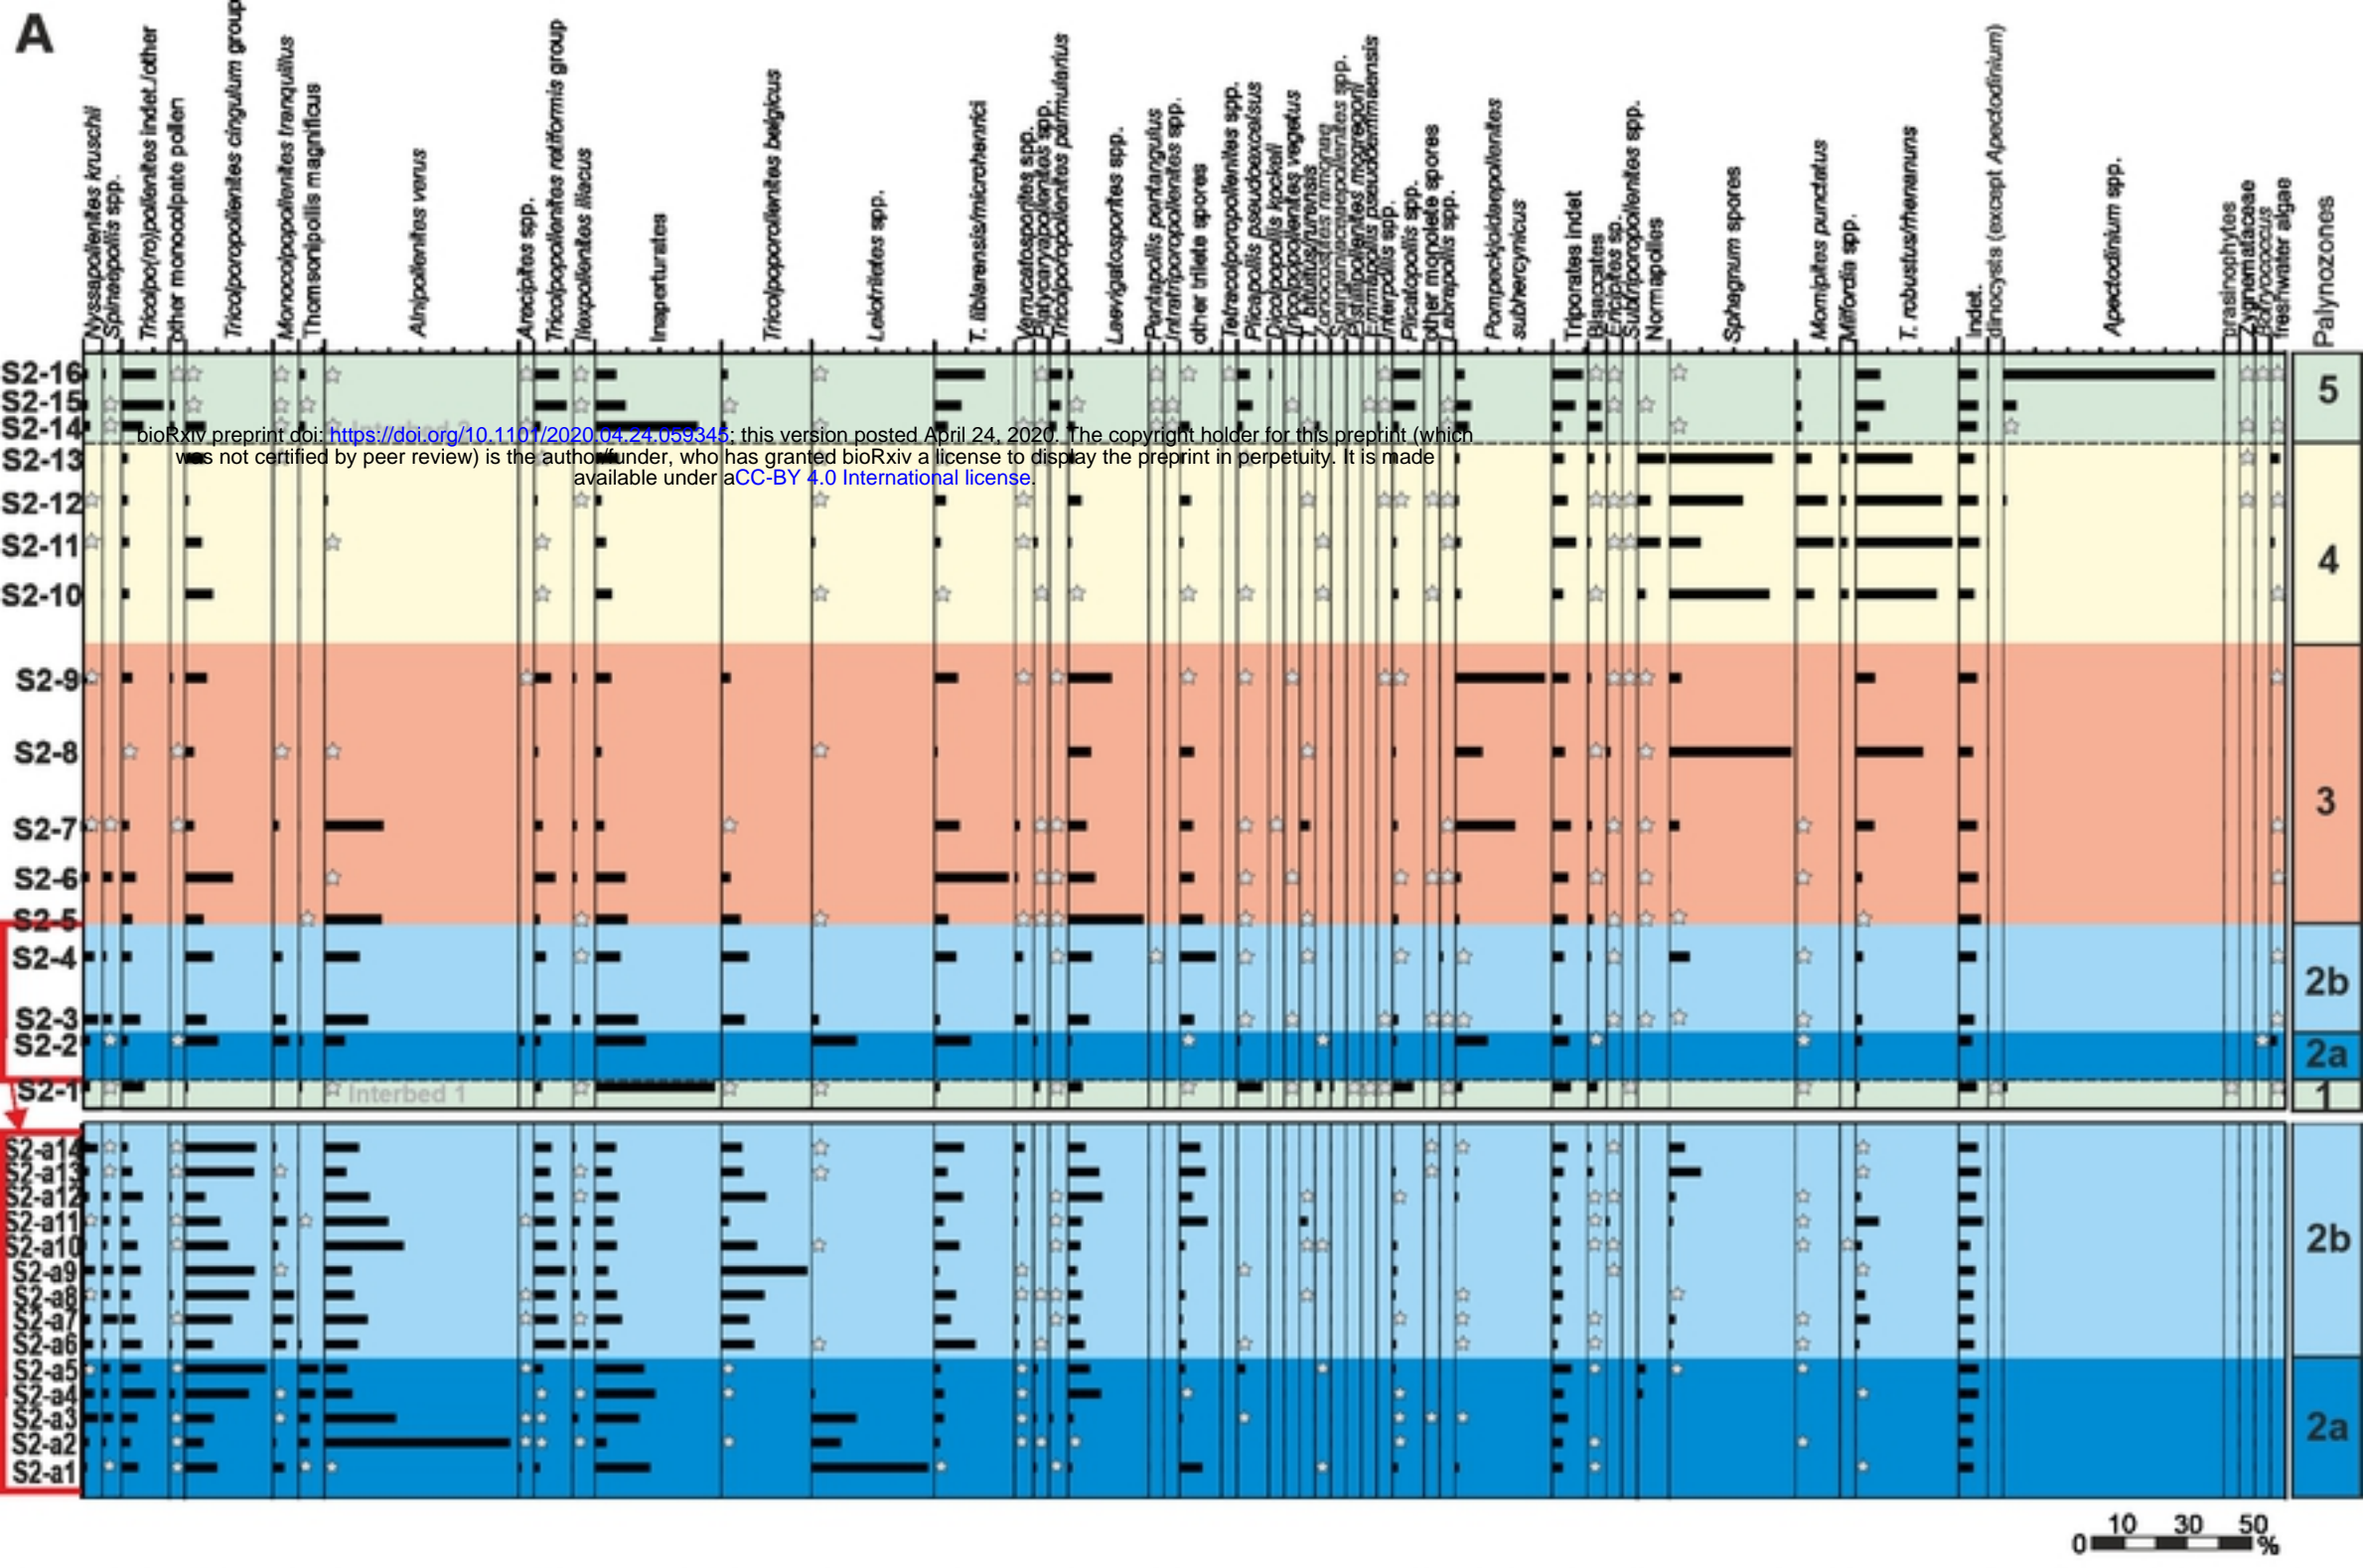 A
Nyssapollenites kruschii
Spinaepollis spp.
Tricolpo(ro)pollenites indet./other
other monocolpate pollen
Tricolporopollenites cingulum group
Monocolpopollenites tranquillus
Thomsonipollis magnificus
Alnipollenites verus
Arecipites spp.
Tricolpopollenites retiformis group
Ilexpollenites iliacus
Inaperturates
Tricolpoporollenites belgicus
Leiotriletes spp.
T. liblarensis/microhenrici
Verrucatosporites spp.
Platycaryapollenites spp.
Tricolporopollenites parmularius
Laevigatosporites spp.
Pentapollis pentangulus
Intratriporopollenites spp.
other trilete spores
Tetracolporopollenites spp.
Plicapollis pseudoexcelsus
Dicolpopollis kockeli
Zonocostites ramonae
Emmapollis pseudoemmaensis
Interpollis spp.
Plicatopollis spp.
other monolete spores
Labrapollis spp.
Pompeckjoidaepollenites
subhercynicus
Triporates indet
Bisaccates
Ericipites sp.
Subtriporopollenites spp.
Normapolles
Sphagnum spores
Momipites punctatus
Milfordia spp.
T. robustus/rhenanus
Indet.
dinocysts (except Apectodinium)
Apectodinium spp.
prasinophytes
Zygnemataceae
Botryococcus
freshwater algae
Palynozones
S2-16
S2-15
S2-14
5
bioRxiv preprint doi: https://doi.org/10.1101/2020.04.24.059345; this version posted April 24, 2020. The copyright holder for this preprint (which
was not certified by peer review) is the author/funder, who has granted bioRxiv a license to display the preprint in perpetuity. It is made
available under aCC-BY 4.0 International license.
S2-13
S2-12
S2-11
S2-10
4
S2-9
S2-8
S2-7
S2-6
S2-5
3
S2-4
S2-3
2b
S2-2
2a
S2-1
Interbed 1
1
S2-a14
S2-a13
S2-a12
S2-a11
S2-a10
S2-a9
S2-a8
S2-a7
S2-a6
2b
S2-a5
S2-a4
S2-a3
S2-a2
S2-a1
2a
0 10 30 50 %